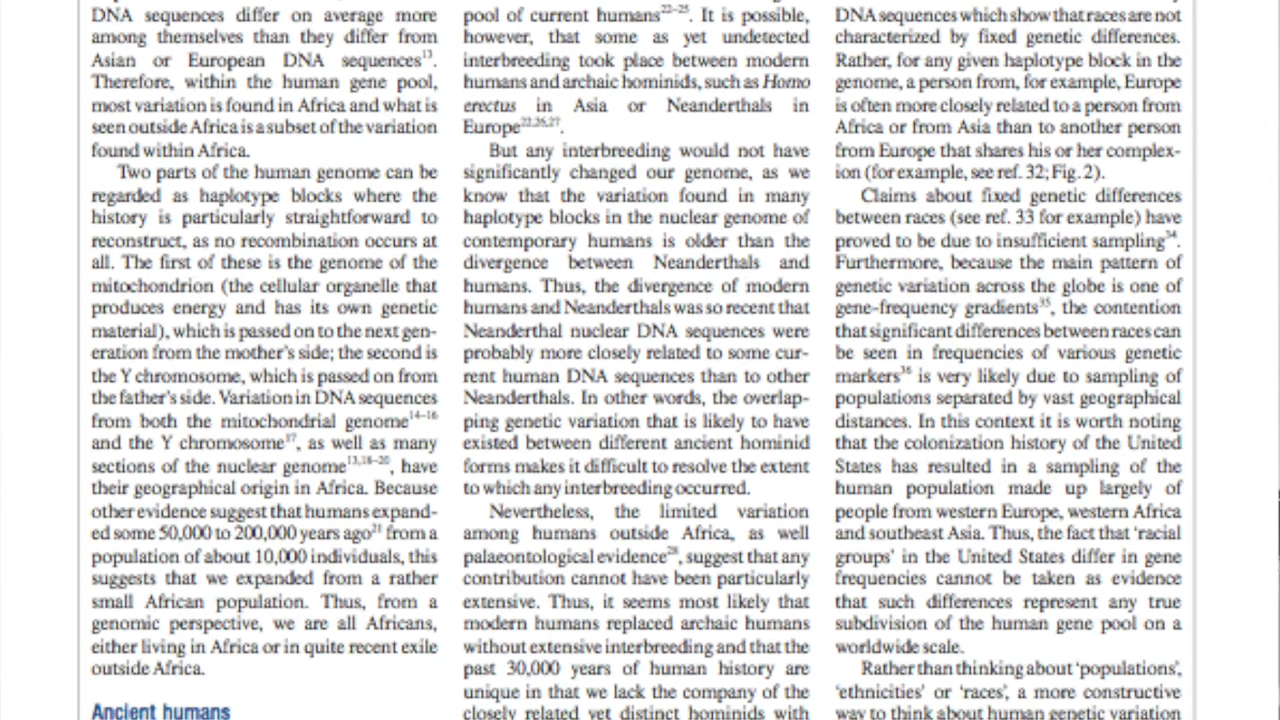 DNA sequences differ on average more
among themselves than they differ from
Asian or European DNA sequences13.
Therefore, within the human gene pool,
most variation is found in Africa and what is
seen outside Africa is a subset of the variation
found within Africa.
Two parts of the human genome can be
regarded as haplotype blocks where the
history is particularly straightforward to
reconstruct, as no recombination occurs at
all. The first of these is the genome of the
mitochondrion (the cellular organelle that
produces energy and has its own genetic
material), which is passed on to the next gen-
eration from the mother's side; the second is
the Y chromosome, which is passed on from
the father's side. Variation in DNA sequences
from both the mitochondrial genome14–16
and the Y chromosome17, as well as many
sections of the nuclear genome13,18–20, have
their geographical origin in Africa. Because
other evidence suggest that humans expand-
ed some 50,000 to 200,000 years ago21 from a
population of about 10,000 individuals, this
suggests that we expanded from a rather
small African population. Thus, from a
genomic perspective, we are all Africans,
either living in Africa or in quite recent exile
outside Africa.
Ancient humans
pool of current humans22–25. It is possible,
however, that some as yet undetected
interbreeding took place between modern
humans and archaic hominids, such as Homo
erectus in Asia or Neanderthals in
Europe22,26,27.
But any interbreeding would not have
significantly changed our genome, as we
know that the variation found in many
haplotype blocks in the nuclear genome of
contemporary humans is older than the
divergence between Neanderthals and
humans. Thus, the divergence of modern
humans and Neanderthals was so recent that
Neanderthal nuclear DNA sequences were
probably more closely related to some cur-
rent human DNA sequences than to other
Neanderthals. In other words, the overlap-
ping genetic variation that is likely to have
existed between different ancient hominid
forms makes it difficult to resolve the extent
to which any interbreeding occurred.
Nevertheless, the limited variation
among humans outside Africa, as well
palaeontological evidence28, suggest that any
contribution cannot have been particularly
extensive. Thus, it seems most likely that
modern humans replaced archaic humans
without extensive interbreeding and that the
past 30,000 years of human history are
unique in that we lack the company of the
closely related yet distinct hominids with
DNA sequences which show that races are not
characterized by fixed genetic differences.
Rather, for any given haplotype block in the
genome, a person from, for example, Europe
is often more closely related to a person from
Africa or from Asia than to another person
from Europe that shares his or her complex-
ion (for example, see ref. 32; Fig. 2).
Claims about fixed genetic differences
between races (see ref. 33 for example) have
proved to be due to insufficient sampling34.
Furthermore, because the main pattern of
genetic variation across the globe is one of
gene-frequency gradients35, the contention
that significant differences between races can
be seen in frequencies of various genetic
markers36 is very likely due to sampling of
populations separated by vast geographical
distances. In this context it is worth noting
that the colonization history of the United
States has resulted in a sampling of the
human population made up largely of
people from western Europe, western Africa
and southeast Asia. Thus, the fact that 'racial
groups' in the United States differ in gene
frequencies cannot be taken as evidence
that such differences represent any true
subdivision of the human gene pool on a
worldwide scale.
Rather than thinking about 'populations',
'ethnicities' or 'races', a more constructive
way to think about human genetic variation